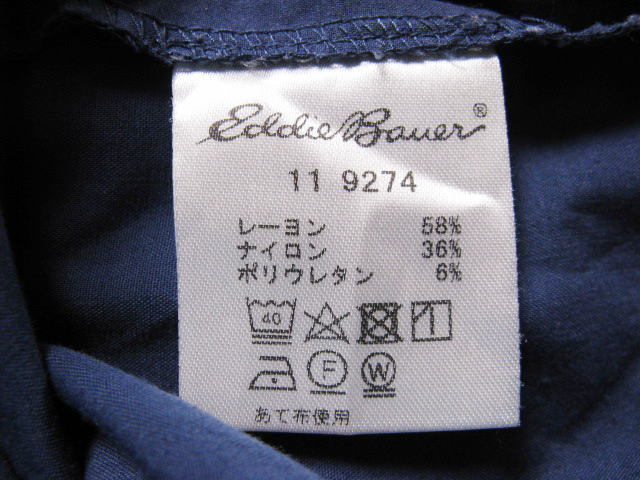 Eddie Bauer®
11 9274
レーヨン 58%
ナイロン 36%
ポリウレタン 6%
40
F W
あて布使用